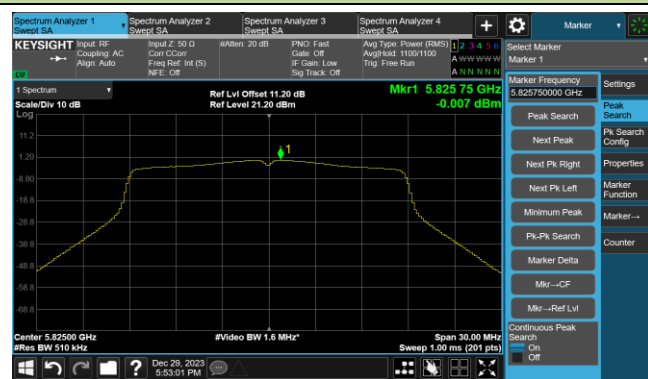 Spectrum Analyzer 1
Swept SA
Spectrum Analyzer 2
Swept SA
Spectrum Analyzer 3
Swept SA
Spectrum Analyzer 4
Swept SA
+
Marker
KEYSIGHT
Input: RF
Coupling: AC
Align: Auto
Input Z: 50 Ω
Corr CCorr
Freq Ref: Int (S)
NFE: Off
#Atten: 20 dB
PNO: Fast
Gate: Off
IF Gain: Low
Sig Track: Off
Avg Type: Power (RMS)
Avg|Hold: 1100/1100
Trig: Free Run
1 2 3 4 5 6
A W W W W W
A N N N N N
LV
1 Spectrum
Scale/Div 10 dB
Log
Ref Lvl Offset 11.20 dB
Ref Level 21.20 dBm
Mkr1 5.825 75 GHz
-0.007 dBm
1
11.2
1.20
-8.80
-18.8
-28.8
-38.8
-48.8
-58.8
-68.8
Center 5.82500 GHz
#Res BW 510 kHz
#Video BW 1.6 MHz*
Span 30.00 MHz
Sweep 1.00 ms (201 pts)
Select Marker
Marker 1
Marker Frequency
5.825750000 GHz
Peak Search
Next Peak
Next Pk Right
Next Pk Left
Minimum Peak
Pk-Pk Search
Marker Delta
Mkr→CF
Mkr→Ref Lvl
Continuous Peak
Search
On
Off
Settings
Peak
Search
Pk Search
Config
Properties
Marker
Function
Marker→
Counter
?
Dec 29, 2023
5:53:01 PM